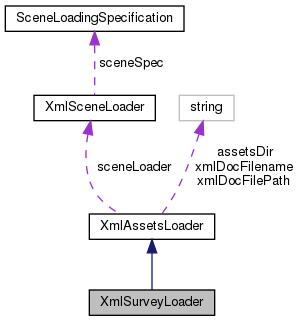 SceneLoadingSpecification
sceneSpec
XmlSceneLoader
string
sceneLoader
assetsDir
xmlDocFilename
xmlDocFilePath
XmlAssetsLoader
XmlSurveyLoader